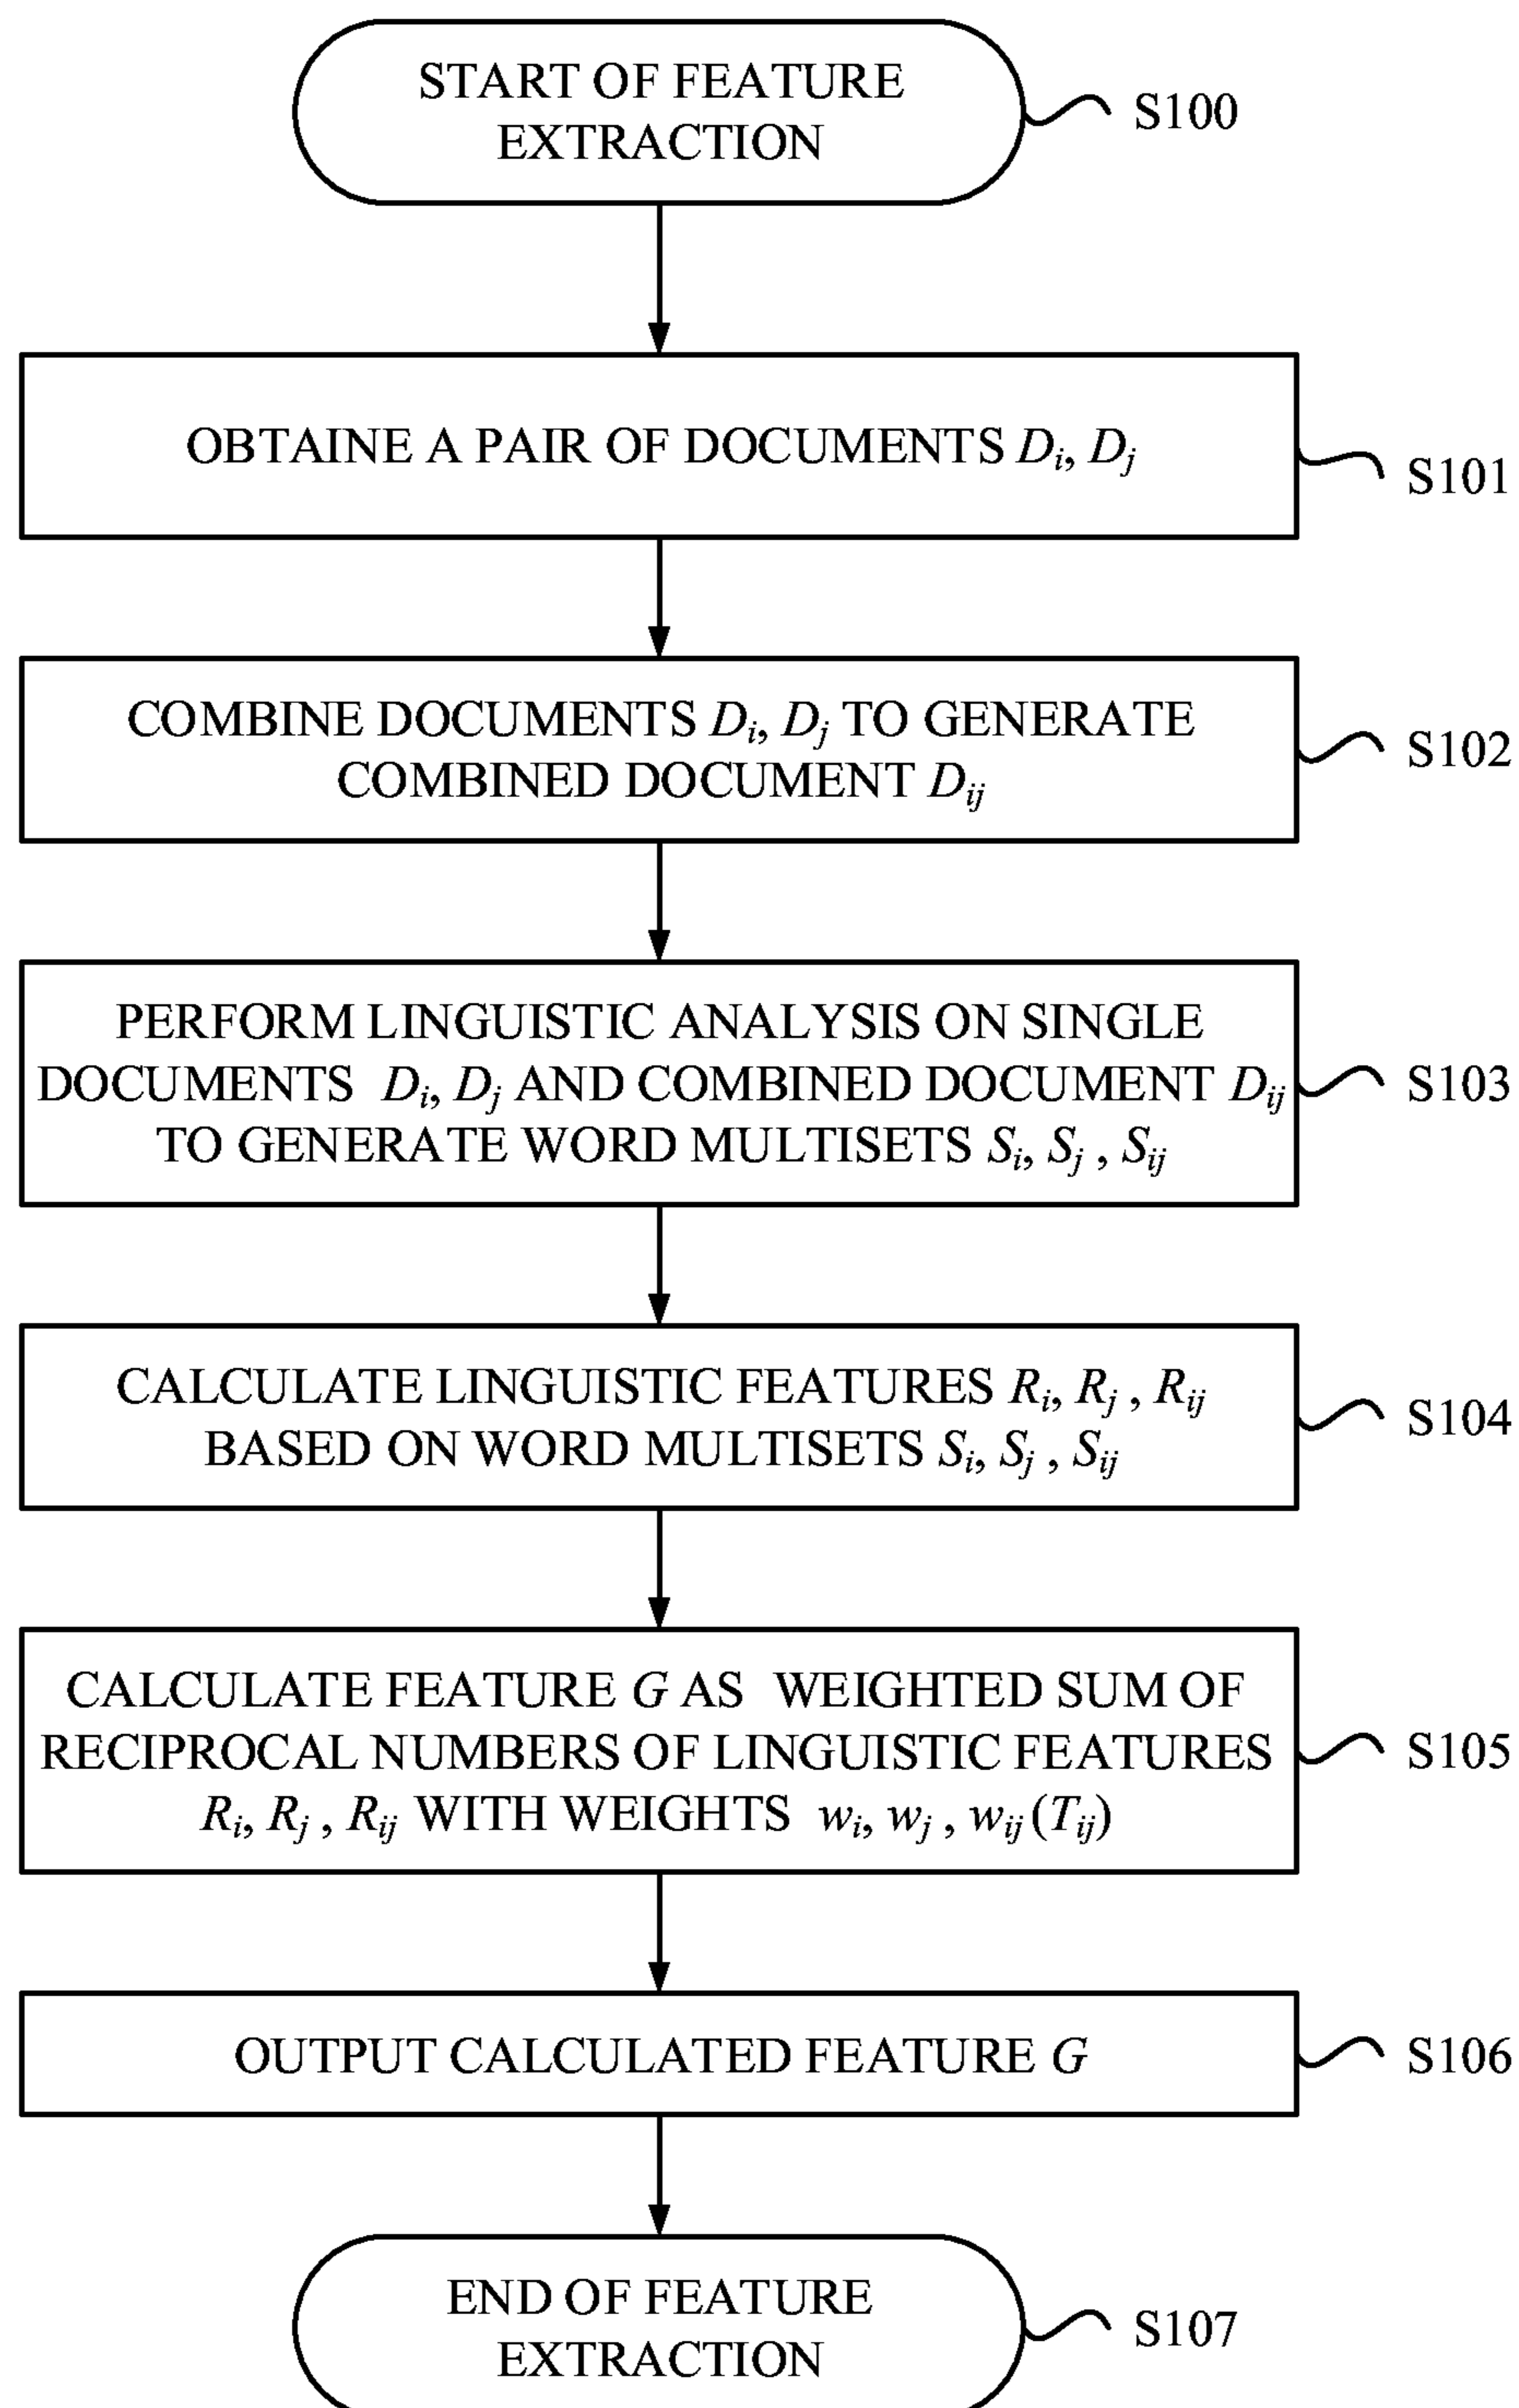 START OF FEATURE
EXTRACTION
S100
OBTAINE A PAIR OF DOCUMENTS Di, Dj
S101
COMBINE DOCUMENTS Di, Dj TO GENERATE
COMBINED DOCUMENT Dij
S102
PERFORM LINGUISTIC ANALYSIS ON SINGLE
DOCUMENTS Di, Dj AND COMBINED DOCUMENT Dij
TO GENERATE WORD MULTISETS Si, Sj , Sij
S103
CALCULATE LINGUISTIC FEATURES Ri, Rj , Rij
BASED ON WORD MULTISETS Si, Sj , Sij
S104
CALCULATE FEATURE G AS WEIGHTED SUM OF
RECIPROCAL NUMBERS OF LINGUISTIC FEATURES
Ri, Rj , Rij WITH WEIGHTS wi, wj , wij (Tij)
S105
OUTPUT CALCULATED FEATURE G
S106
END OF FEATURE
EXTRACTION
S107